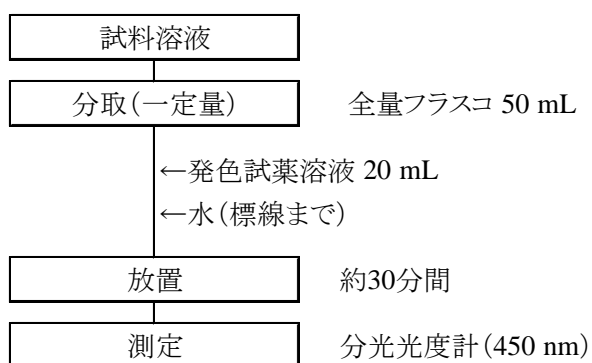 試料溶液
分取(一定量) 全量フラスコ 50 mL
←発色試薬溶液 20 mL
←水(標線まで)
放置 約30分間
測定 分光光度計(450 nm)